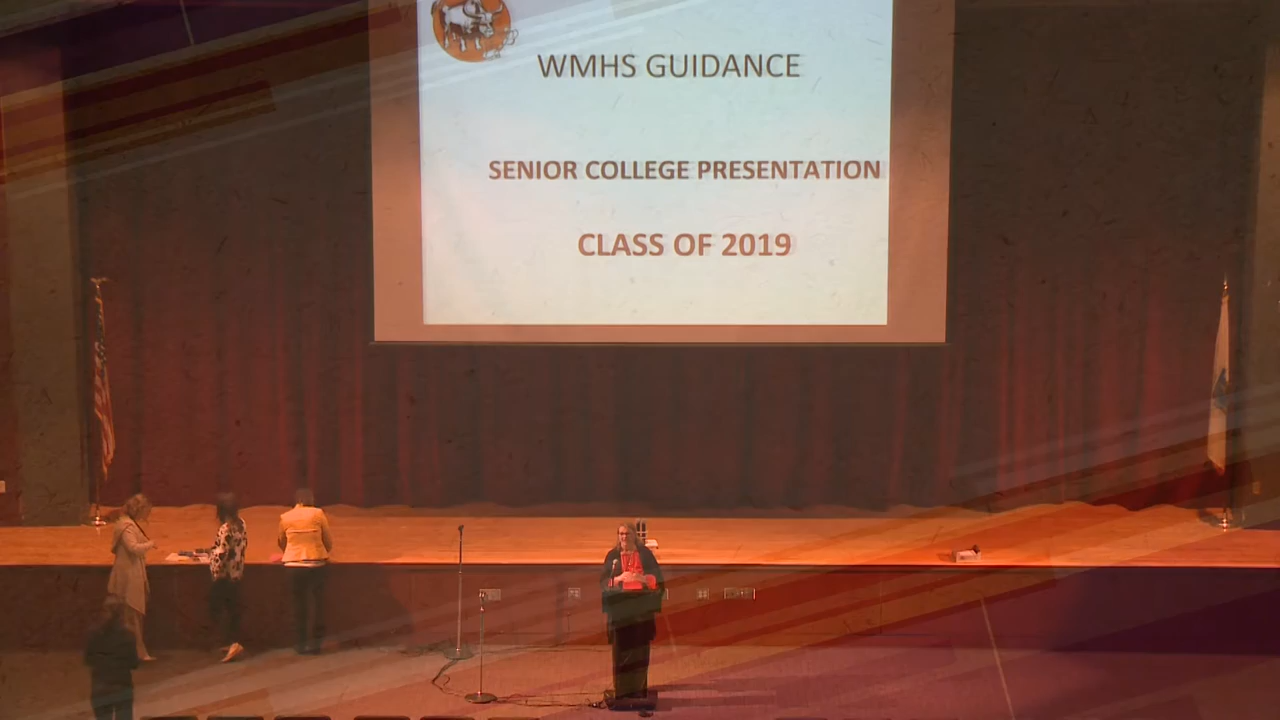 WMHS GUIDANCE
SENIOR COLLEGE PRESENTATION
CLASS OF 2019